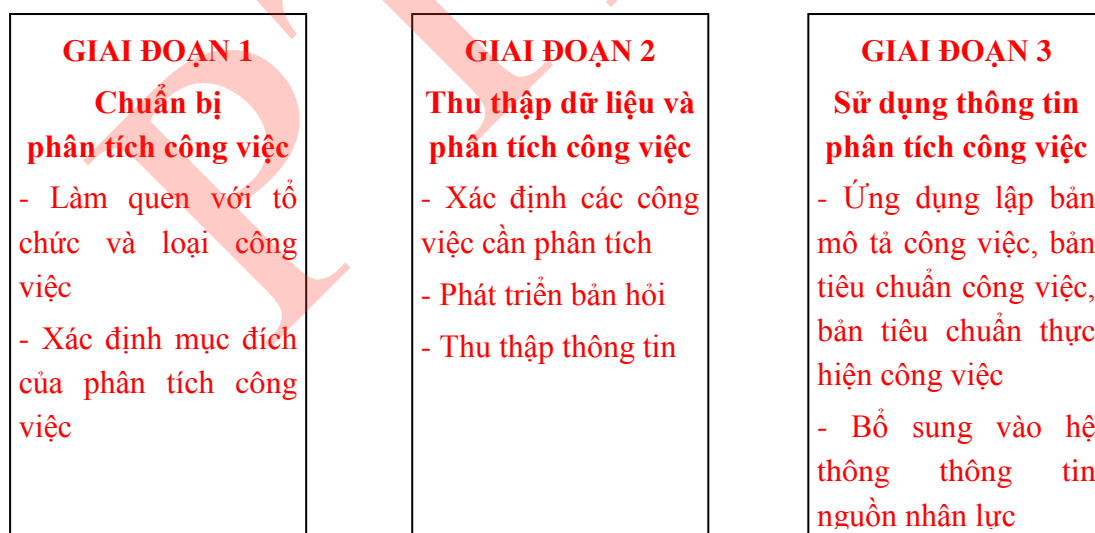 GIAI ĐOẠN 1
Chuẩn bị
phân tích công việc
- Làm quen với tổ
chức và loại công
việc
- Xác định mục đích
của phân tích công
việc
GIAI ĐOẠN 2
Thu thập dữ liệu và
phân tích công việc
- Xác định các công
việc cần phân tích
- Phát triển bản hỏi
- Thu thập thông tin
GIAI ĐOẠN 3
Sử dụng thông tin
phân tích công việc
- Ứng dụng lập bản
mô tả công việc, bản
tiêu chuẩn công việc,
bản tiêu chuẩn thực
hiện công việc
- Bổ sung vào hệ
thông thông tin
nguồn nhân lực